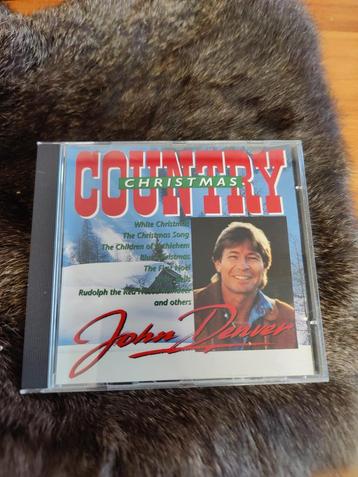 COUNTRY
CHRISTMAS
White Christmas
The Christmas Song
The Children of Bethlehem
Blue Christmas
The First Noel
Rudolph the Red
and others
John Denver